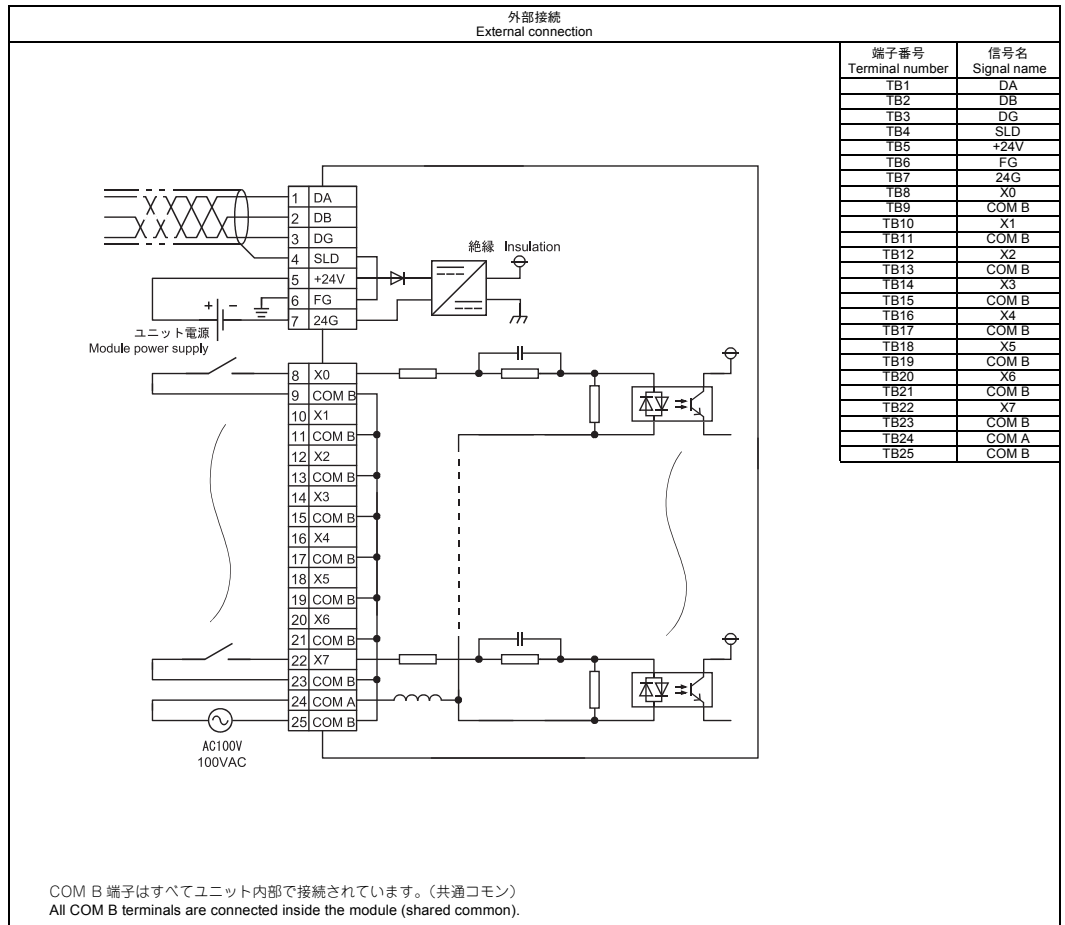 外部接続
External connection
端子番号 信号名
Terminal number Signal name
TB1 DA
TB2 DB
TB3 DG
TB4 SLD
TB5 +24V
TB6 FG
TB7 24G
TB8 X0
TB9 COM B
TB10 X1
TB11 COM B
TB12 X2
TB13 COM B
TB14 X3
TB15 COM B
TB16 X4
TB17 COM B
TB18 X5
TB19 COM B
TB20 X6
TB21 COM B
TB22 X7
TB23 COM B
TB24 COM A
TB25 COM B
1 DA
2 DB
3 DG
4 SLD
5 +24V
6 FG
7 24G
絶縁 Insulation
+ −
ユニット電源
Module power supply
8 X0
9 COM B
10 X1
11 COM B
12 X2
13 COM B
14 X3
15 COM B
16 X4
17 COM B
18 X5
19 COM B
20 X6
21 COM B
22 X7
23 COM B
24 COM A
25 COM B
AC100V
100VAC
COM B 端子はすべてユニット内部で接続されています。(共通コモン)
All COM B terminals are connected inside the module (shared common).